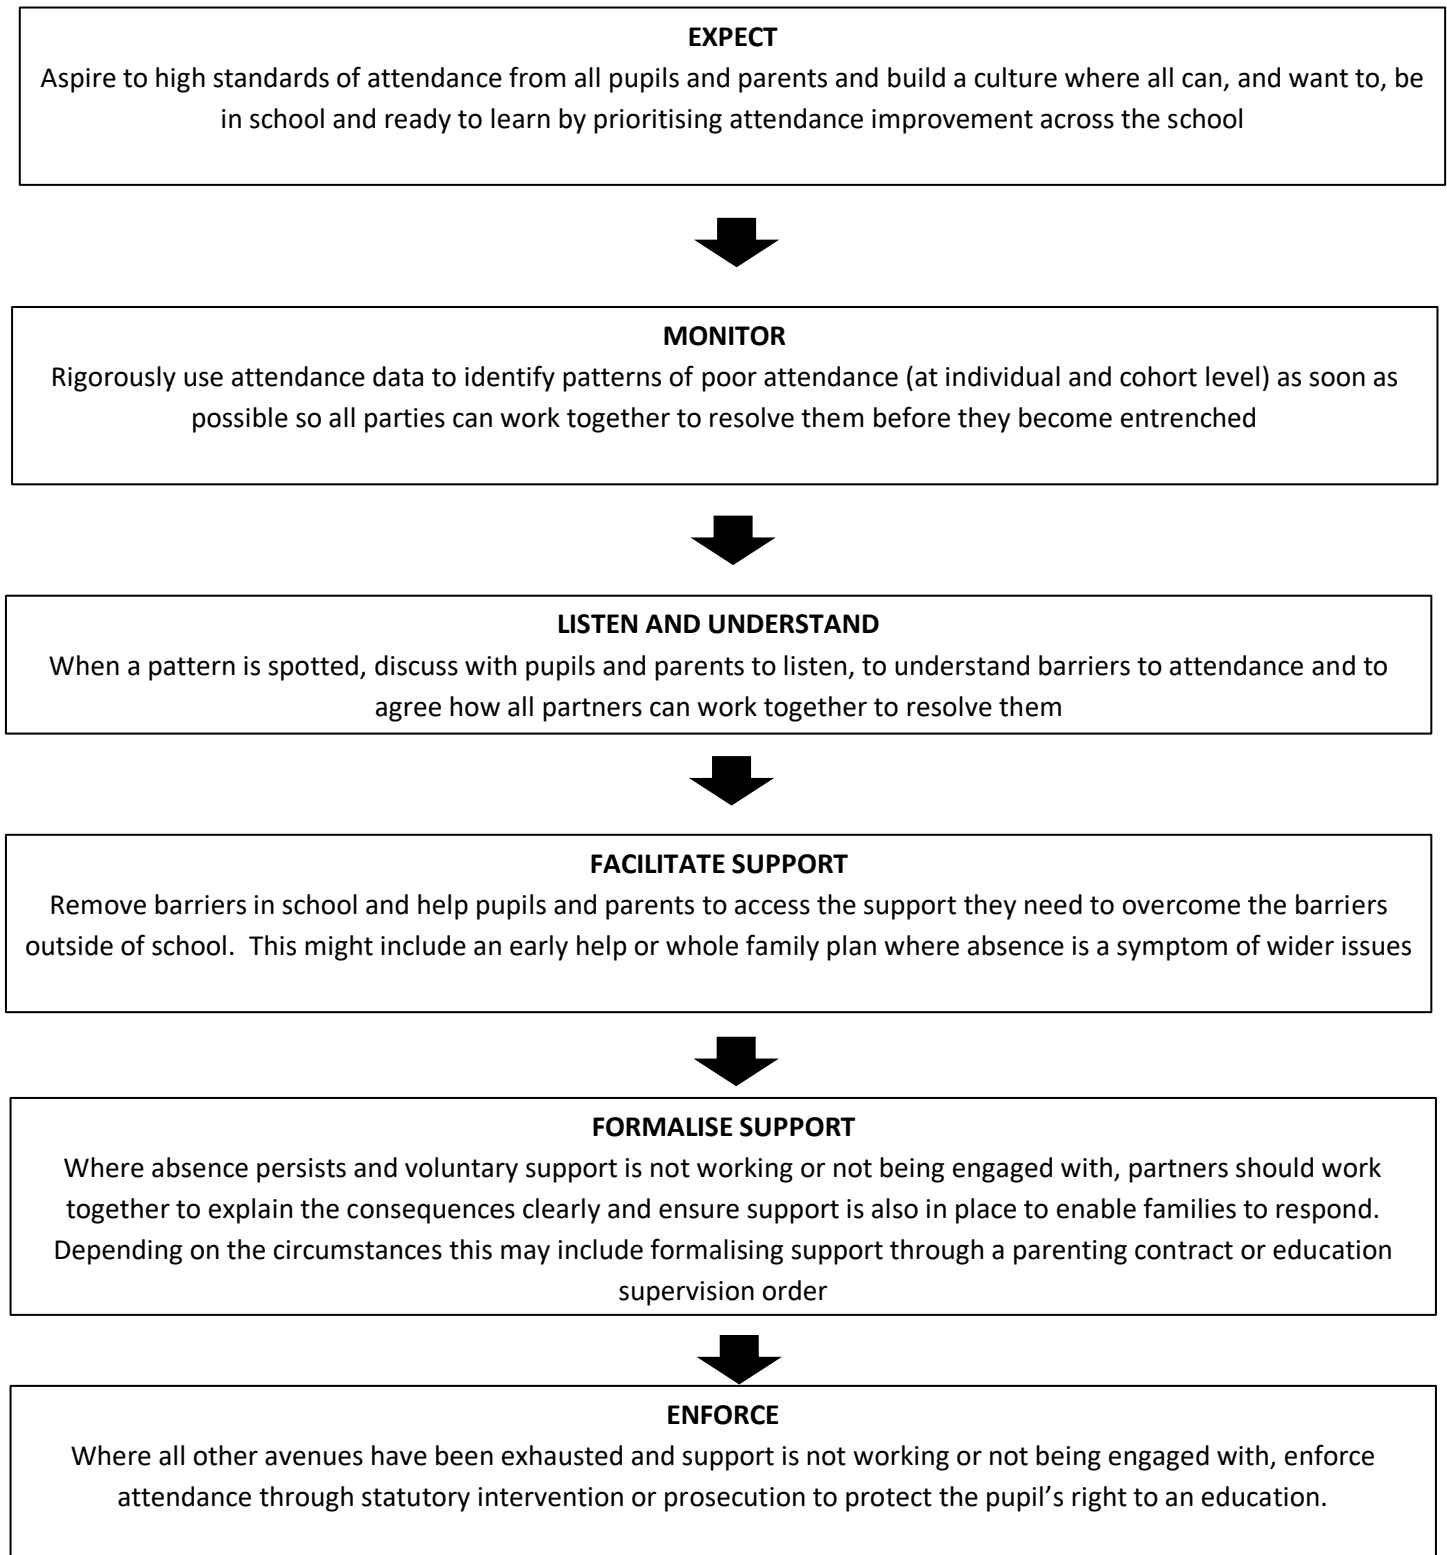 EXPECT
Aspire to high standards of attendance from all pupils and parents and build a culture where all can, and want to, be
in school and ready to learn by prioritising attendance improvement across the school
MONITOR
Rigorously use attendance data to identify patterns of poor attendance (at individual and cohort level) as soon as
possible so all parties can work together to resolve them before they become entrenched
LISTEN AND UNDERSTAND
When a pattern is spotted, discuss with pupils and parents to listen, to understand barriers to attendance and to
agree how all partners can work together to resolve them
FACILITATE SUPPORT
Remove barriers in school and help pupils and parents to access the support they need to overcome the barriers
outside of school.  This might include an early help or whole family plan where absence is a symptom of wider issues
FORMALISE SUPPORT
Where absence persists and voluntary support is not working or not being engaged with, partners should work
together to explain the consequences clearly and ensure support is also in place to enable families to respond.
Depending on the circumstances this may include formalising support through a parenting contract or education
supervision order
ENFORCE
Where all other avenues have been exhausted and support is not working or not being engaged with, enforce
attendance through statutory intervention or prosecution to protect the pupil’s right to an education.